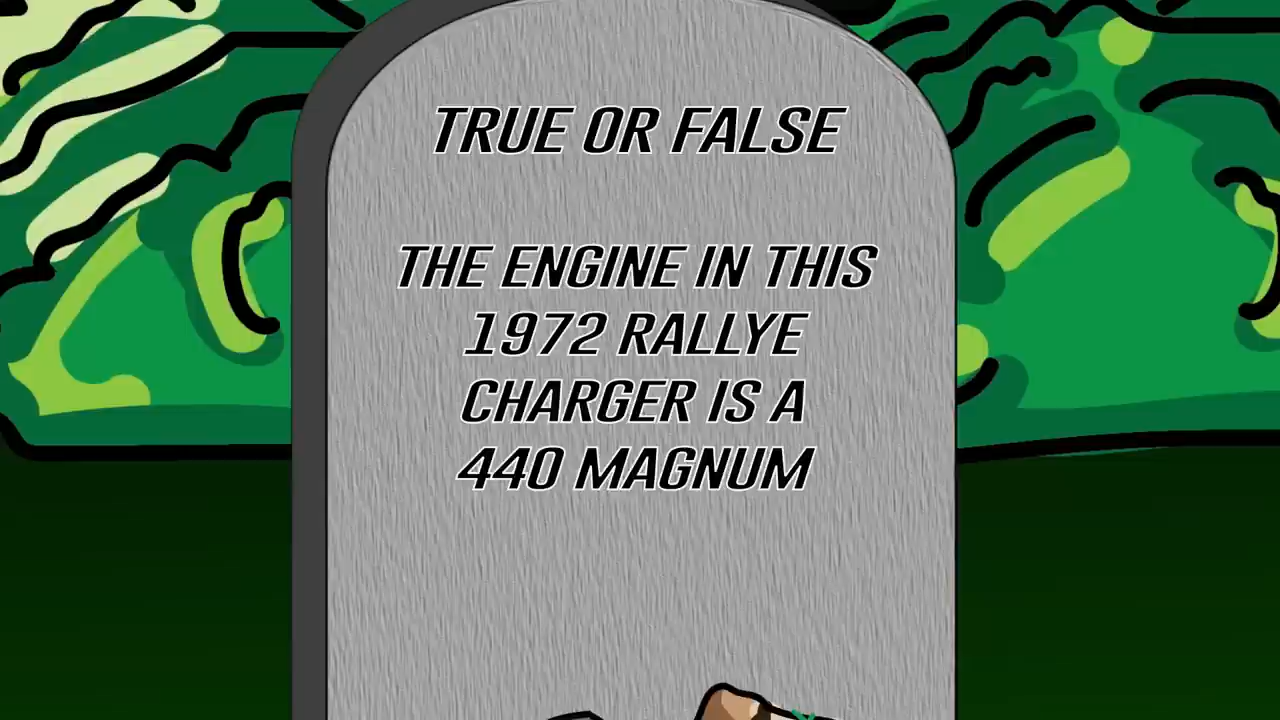 TRUE OR FALSE
THE ENGINE IN THIS
1972 RALLYE
CHARGER IS A
440 MAGNUM